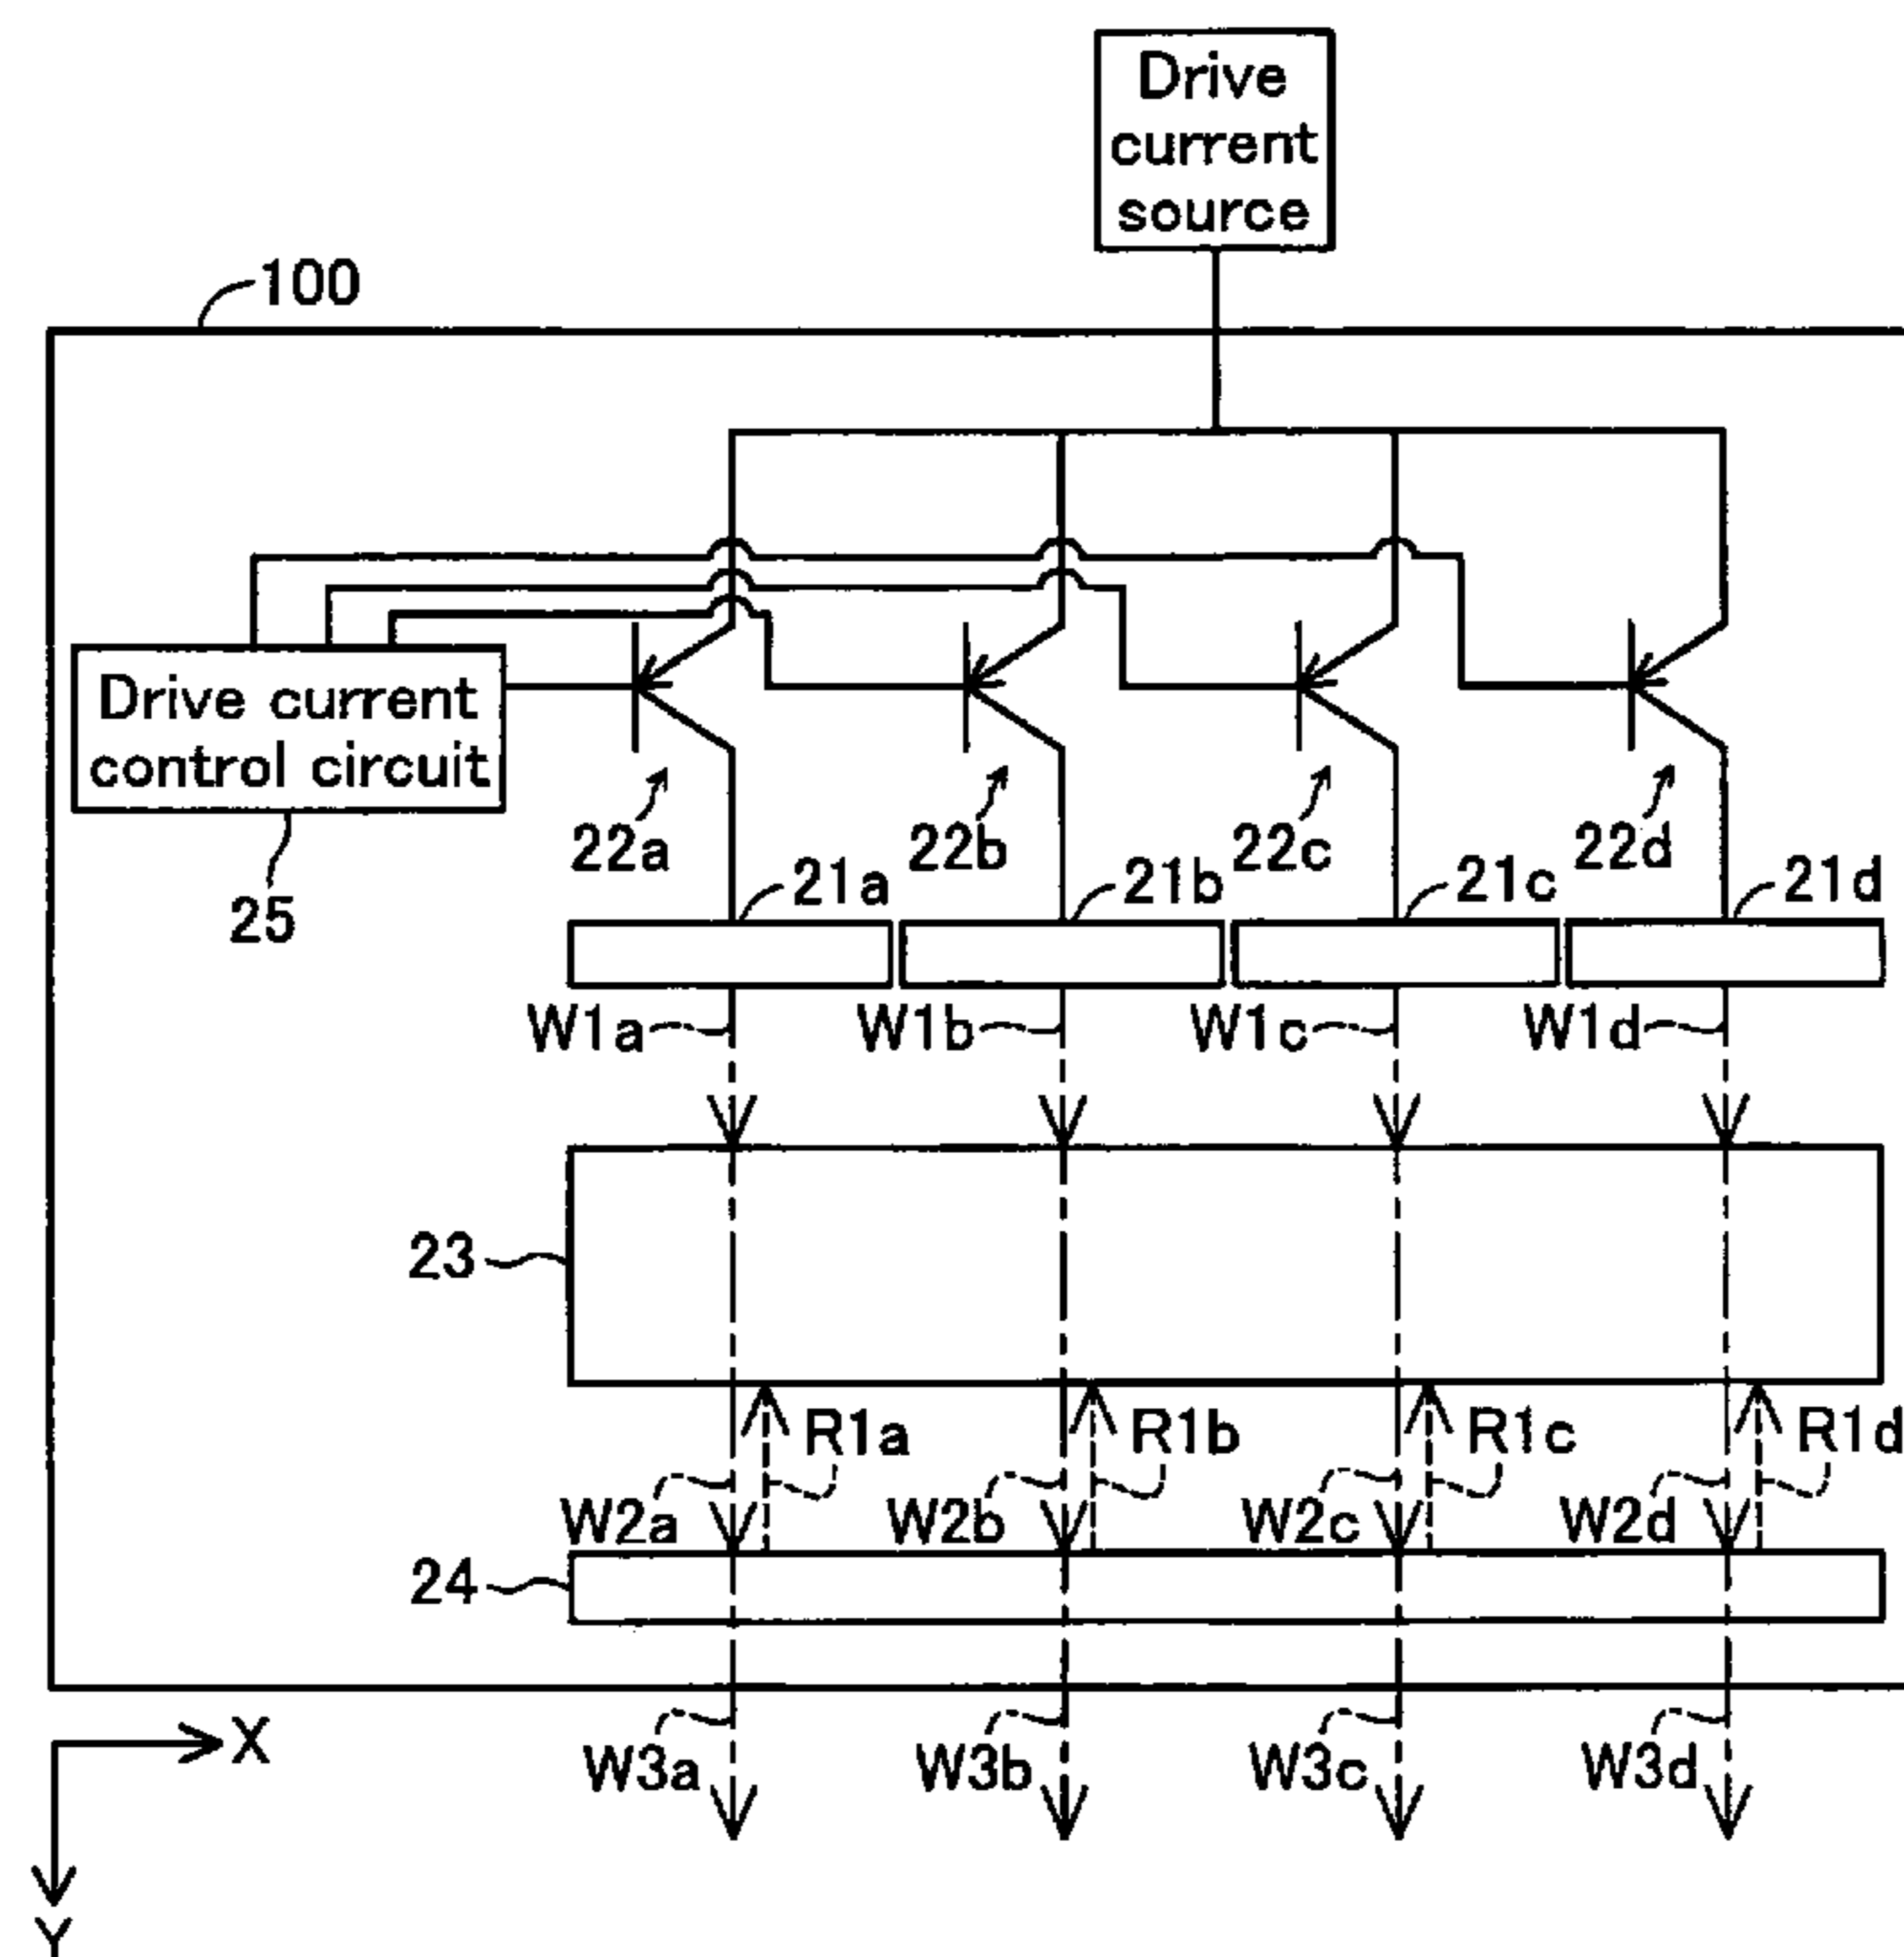 Drive
current
source
100
Drive current
control circuit
22a
22b
22c
22d
25
21a
21b
21c
21d
W1a
W1b
W1c
W1d
23
R1a
R1b
R1c
R1d
W2a
W2b
W2c
W2d
24
X
W3a
W3b
W3c
W3d
Y